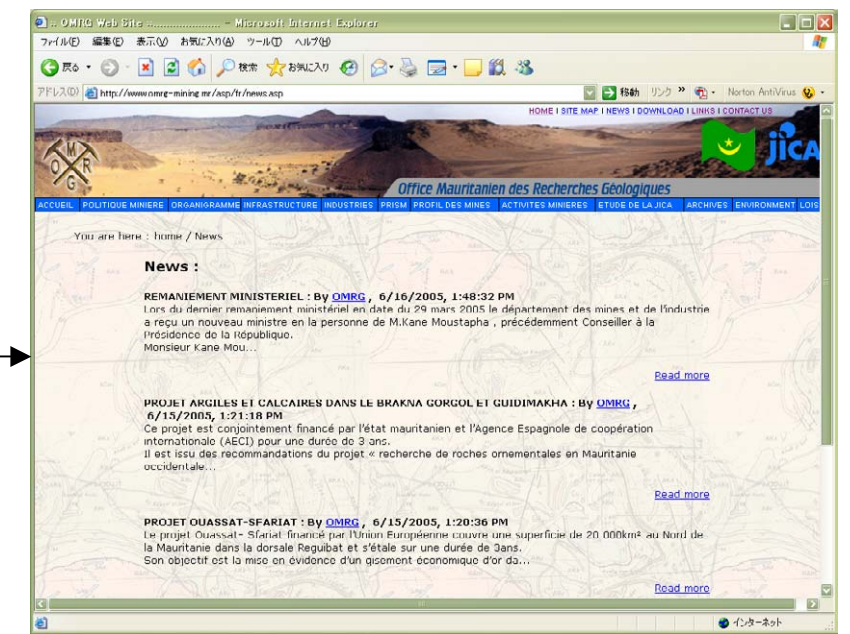 .: OMRG Web Site ::..................... - Microsoft Internet Explorer
ファイル(F) 編集(E) 表示(V) お気に入り(A) ツール(T) ヘルプ(H)
戻る 検索 お気に入り
アドレス(D) http://www.omrg-mining.mr/asp/fr/news.asp 移動 リンク » Norton AntiVirus
HOME I SITE MAP I NEWS I DOWNLOAD I LINKS I CONTACT US
O M R G
jICA
Office Mauritanien des Recherches Géologiques
ACCUEIL POLITIQUE MINIERE ORGANIGRAMME INFRASTRUCTURE INDUSTRIES PRISM PROFIL DES MINES ACTIVITES MINIERES ETUDE DE LA JICA ARCHIVES ENVIRONMENT LOIS
You are here : home / News
News :
REMANIEMENT MINISTERIEL : By OMRG , 6/16/2005, 1:48:32 PM
Lors du dernier remaniement ministériel en date du 29 mars 2005 le département des mines et de l'industrie
a reçu un nouveau ministre en la personne de M.Kane Moustapha , précédemment Conseiller à la
Présidence de la République.
Monsieur Kane Mou...
Read more
PROJET ARGILES ET CALCAIRES DANS LE BRAKNA GORGOL ET GUIDIMAKHA : By OMRG ,
6/15/2005, 1:21:18 PM
Ce projet est conjointement financé par l'état mauritanien et l'Agence Espagnole de coopération
internationale (AECI) pour une durée de 3 ans.
Il est issu des recommandations du projet « recherche de roches ornementales en Mauritanie
occidentale...
Read more
PROJET OUASSAT-SFARIAT : By OMRG , 6/15/2005, 1:20:36 PM
Le projet Ouassat- Sfariat financé par l'Union Européenne couvre une superficie de 20 000km² au Nord de
la Mauritanie dans la dorsale Reguibat et s'étale sur une durée de 3ans.
Son objectif est la mise en évidence d'un gisement économique d'or da...
Read more
インターネット